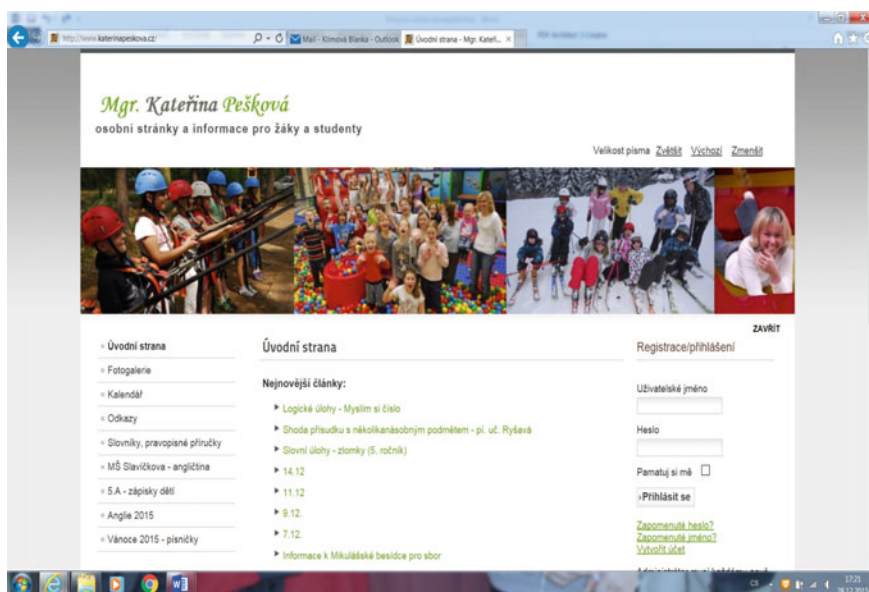 http://www.katerinapeskova.cz/
Mail - Klímová Blanka - Outlook
Úvodní strana - Mgr. Kateř...
Mgr. Kateřina Pešková
osobní stránky a informace pro žáky a studenty
Velikost písma Zvětšit Výchozí Zmenšit
ZAVŘÍT
Úvodní strana
Fotogalerie
Kalendář
Odkazy
Slovníky, pravopisné příručky
MŠ Slavíčkova - angličtina
5.A - zápisky dětí
Anglie 2015
Vánoce 2015 - písničky
Úvodní strana
Nejnovější články:
Logické úlohy - Myslím si číslo
Shoda přísudku s několikanásobným podmětem - pí. uč. Ryšavá
Slovní úlohy - zlomky (5. ročník)
14.12
11.12
9.12.
7.12.
Informace k Mikulášské besídce pro sbor
Registrace/přihlášení
Uživatelské jméno
Heslo
Pamatuj si mě
›Přihlásit se
Zapomenuté heslo?
Zapomenuté jméno?
Vytvořit účet
CS
17:21
28.12.2015